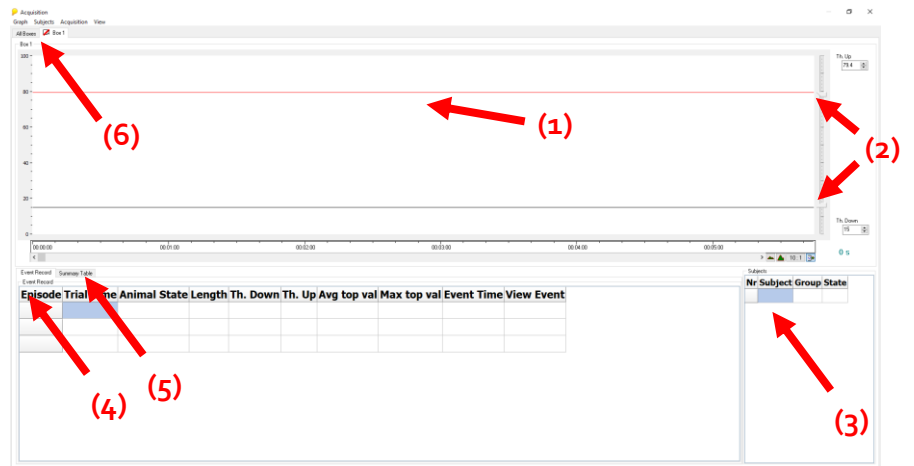 Acquisition
Graph Subjects Acquisition View
All Boxes Box 1
Box 1
100
80
60
40
20
0
Th. Up
79.4
(1)
(2)
(6)
Th. Down
15
00:00:00 00:01:00 00:02:00 00:03:00 00:04:00 00:05:00
0 s
10 : 1
Event Record Summary Table
Event Record
Episode Trial Time Animal State Length Th. Down Th. Up Avg top val Max top val Event Time View Event
Subjects
Nr Subject Group State
(4)
(5)
(3)